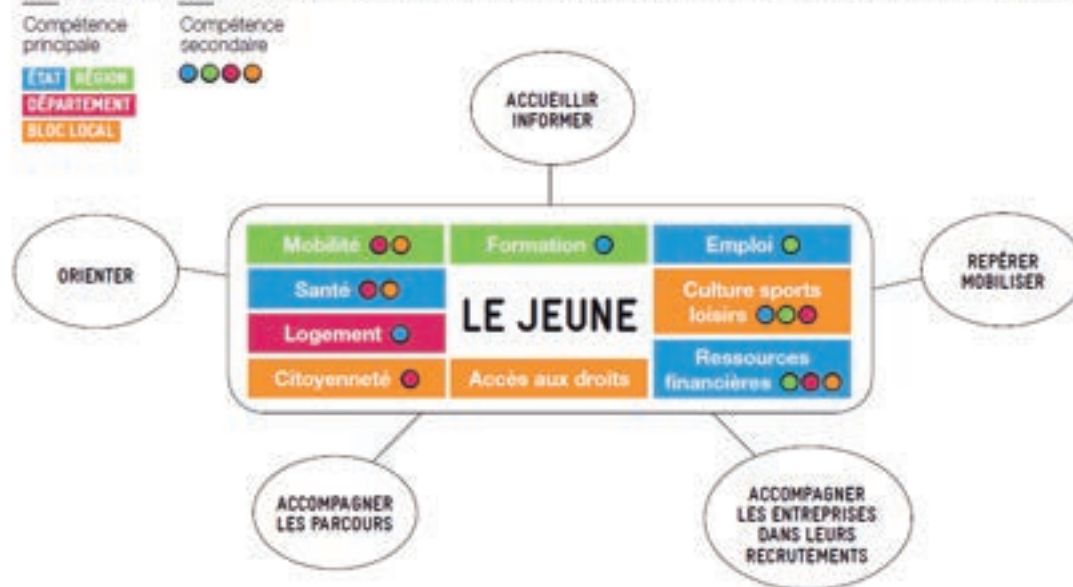 Compétence
principale
Compétence
secondaire
ÉTAT RÉGION
DÉPARTEMENT
BLOC LOCAL
ACCUEILLIR
INFORMER
ORIENTER
REPÉRER
MOBILISER
Mobilité
Formation
Emploi
Santé
Culture sports
loisirs
LE JEUNE
Logement
Ressources
financières
Citoyenneté
Accès aux droits
ACCOMPAGNER
LES PARCOURS
ACCOMPAGNER
LES ENTREPRISES
DANS LEURS
RECRUTEMENTS